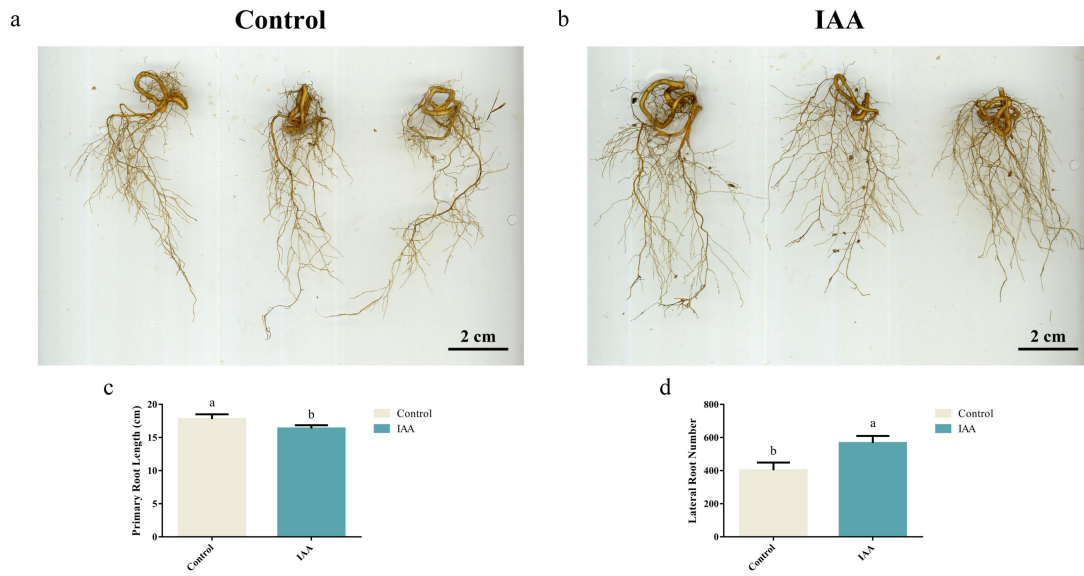 a
Control
b
IAA
2 cm
2 cm
c
Primary Root Length (cm)
20
15
10
5
0
a
b
Control
IAA
Control
IAA
d
Lateral Root Number
800
600
400
200
0
b
a
Control
IAA
Control
IAA